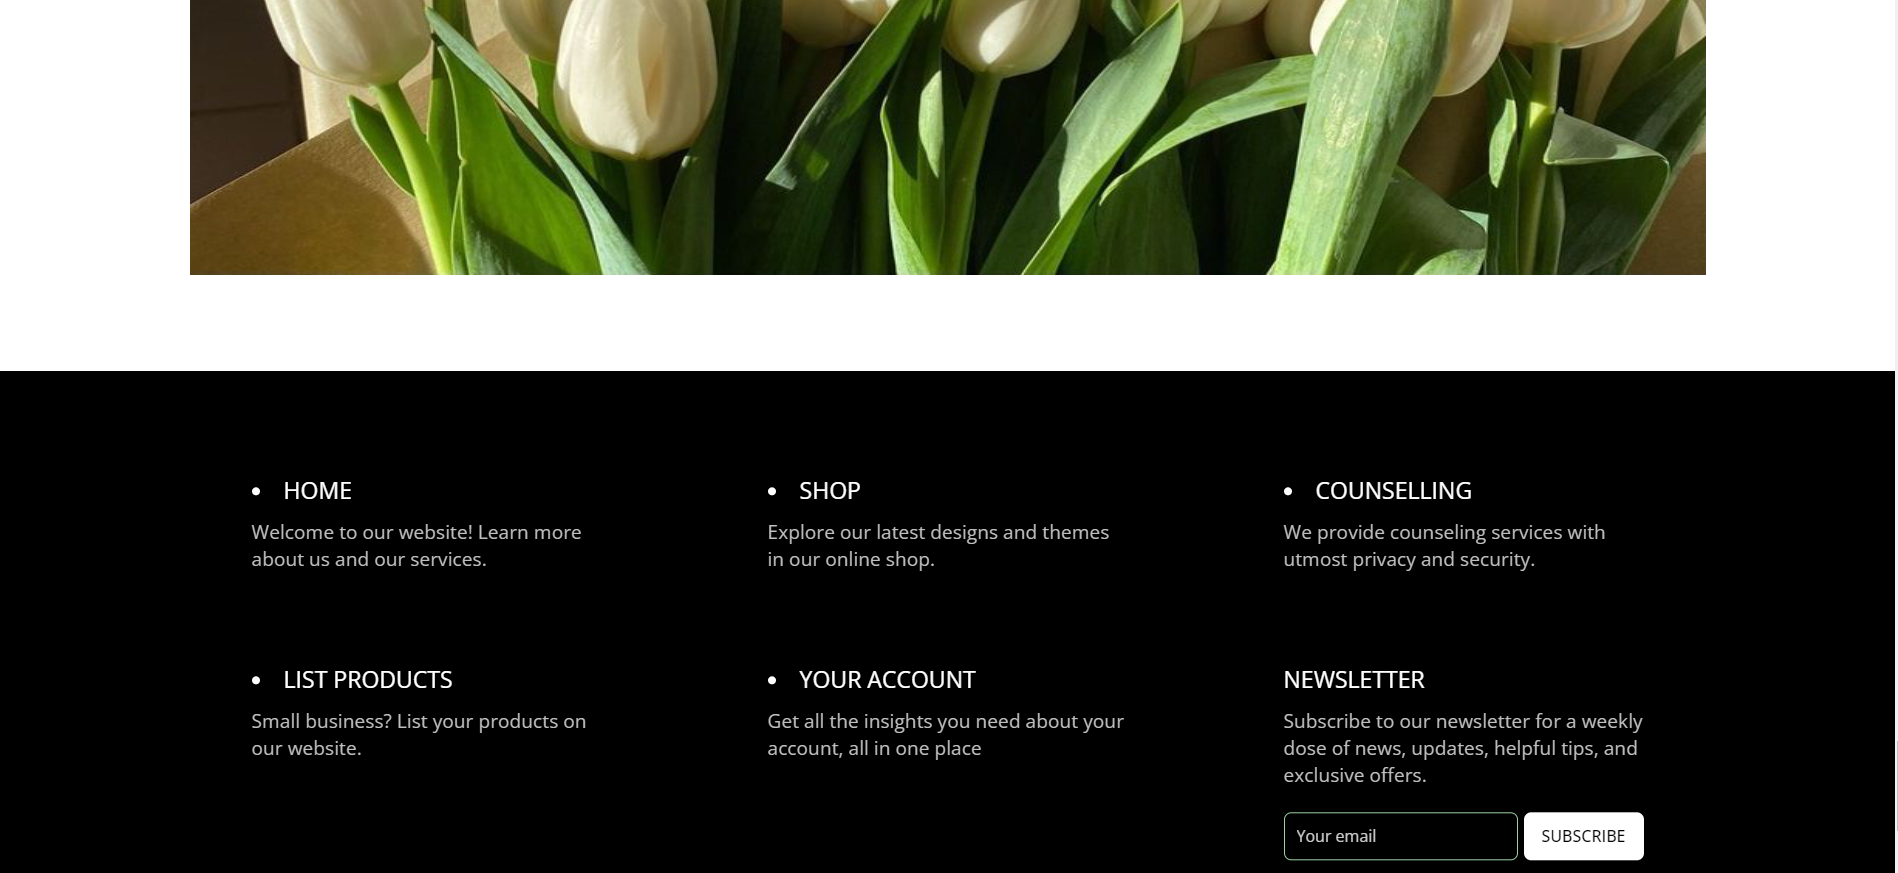 HOME
Welcome to our website! Learn more
about us and our services.
SHOP
Explore our latest designs and themes
in our online shop.
COUNSELLING
We provide counseling services with
utmost privacy and security.
LIST PRODUCTS
Small business? List your products on
our website.
YOUR ACCOUNT
Get all the insights you need about your
account, all in one place
NEWSLETTER
Subscribe to our newsletter for a weekly
dose of news, updates, helpful tips, and
exclusive offers.
Your email
SUBSCRIBE